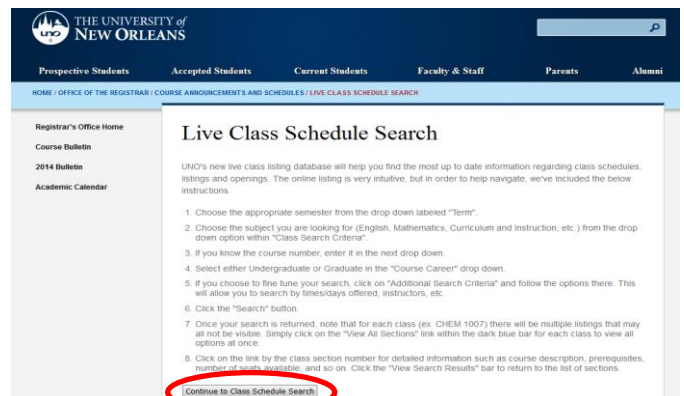 THE UNIVERSITY of
NEW ORLEANS
uno
Prospective Students Accepted Students Current Students Faculty & Staff Parents Alumni
HOME / OFFICE OF THE REGISTRAR / COURSE ANNOUNCEMENTS AND SCHEDULES / LIVE CLASS SCHEDULE SEARCH
Registrar's Office Home
Course Bulletin
2014 Bulletin
Academic Calendar
Live Class Schedule Search
UNO's new live class listing database will help you find the most up to date information regarding class schedules,
listings and openings. The online listing is very intuitive, but in order to help navigate, we've included the below
instructions.
1. Choose the appropriate semester from the drop down labeled "Term".
2. Choose the subject you are looking for (English, Mathematics, Curriculum and Instruction, etc.) from the drop
down option within "Class Search Criteria".
3. If you know the course number, enter it in the next drop down.
4. Select either Undergraduate or Graduate in the "Course Career" drop down.
5. If you choose to fine tune your search, click on "Additional Search Criteria" and follow the options there. This
will allow you to search by times/days offered, instructors, etc.
6. Click the "Search" button.
7. Once your search is returned, note that for each class (ex. CHEM 1007) there will be multiple listings that may
all not be visible. Simply click on the "View All Sections" link within the dark blue bar for each class to view all
options at once.
8. Click on the link by the class section number for detailed information such as course description, prerequisites,
number of seats available, and so on. Click the "View Search Results" bar to return to the list of sections.
Continue to Class Schedule Search